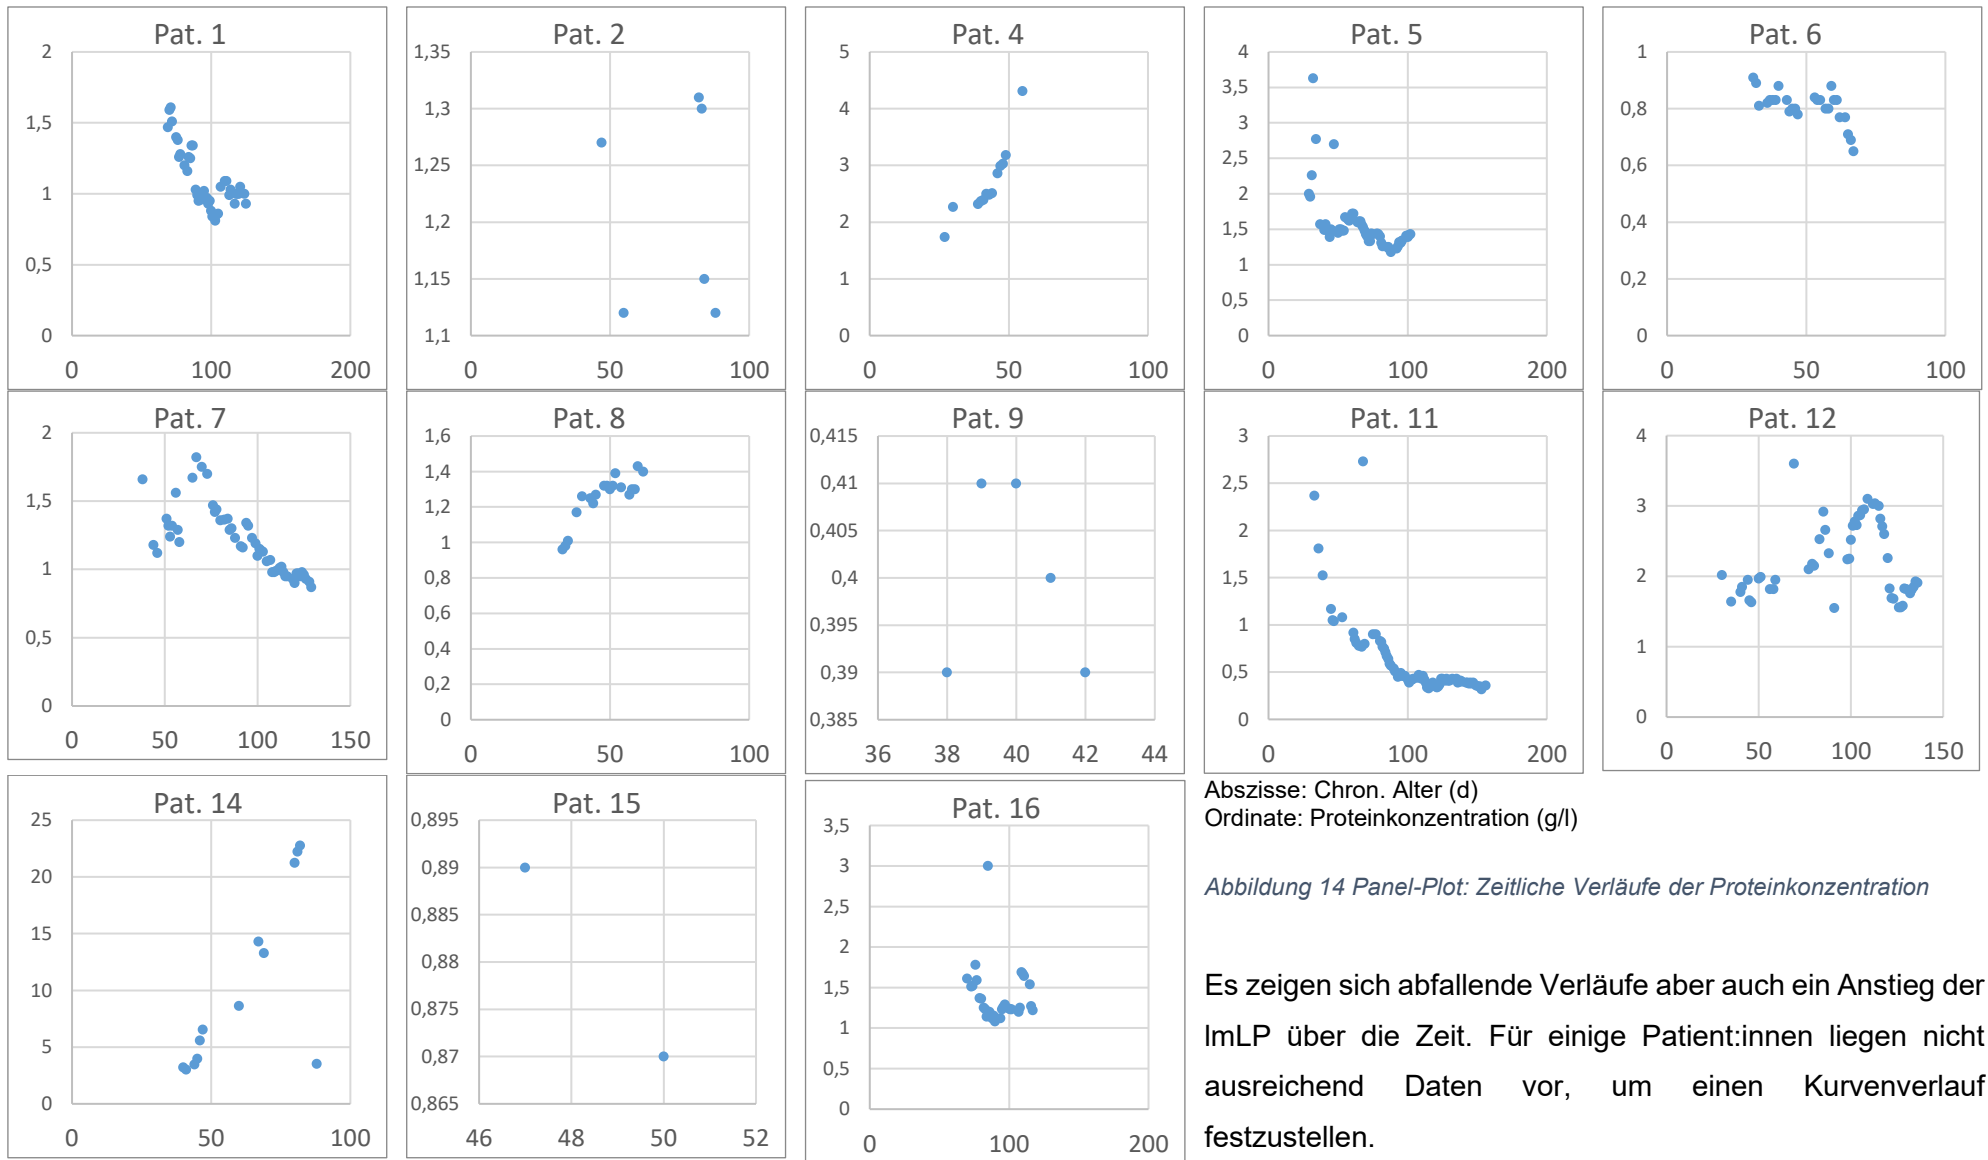 Pat. 1
2
1,5
1
0,5
0
0 100 200
Pat. 2
1,35
1,3
1,25
1,2
1,15
1,1
0 50 100
Pat. 4
5
4
3
2
1
0
0 50 100
Pat. 5
4
3,5
3
2,5
2
1,5
1
0,5
0
0 100 200
Pat. 6
1
0,8
0,6
0,4
0,2
0
0 50 100
Pat. 7
2
1,5
1
0,5
0
0 50 100 150
Pat. 8
1,6
1,4
1,2
1
0,8
0,6
0,4
0,2
0
0 50 100
Pat. 9
0,415
0,41
0,405
0,4
0,395
0,39
0,385
36 38 40 42 44
Pat. 11
3
2,5
2
1,5
1
0,5
0
0 100 200
Pat. 12
4
3
2
1
0
0 50 100 150
Pat. 14
25
20
15
10
5
0
0 50 100
Pat. 15
0,895
0,89
0,885
0,88
0,875
0,87
0,865
46 48 50 52
Pat. 16
3,5
3
2,5
2
1,5
1
0,5
0
0 100 200
Abszisse: Chron. Alter (d)
Ordinate: Proteinkonzentration (g/l)
Abbildung 14 Panel-Plot: Zeitliche Verläufe der Proteinkonzentration
Es zeigen sich abfallende Verläufe aber auch ein Anstieg der
lmLP über die Zeit. Für einige Patient:innen liegen nicht
ausreichend Daten vor, um einen Kurvenverlauf
festzustellen.